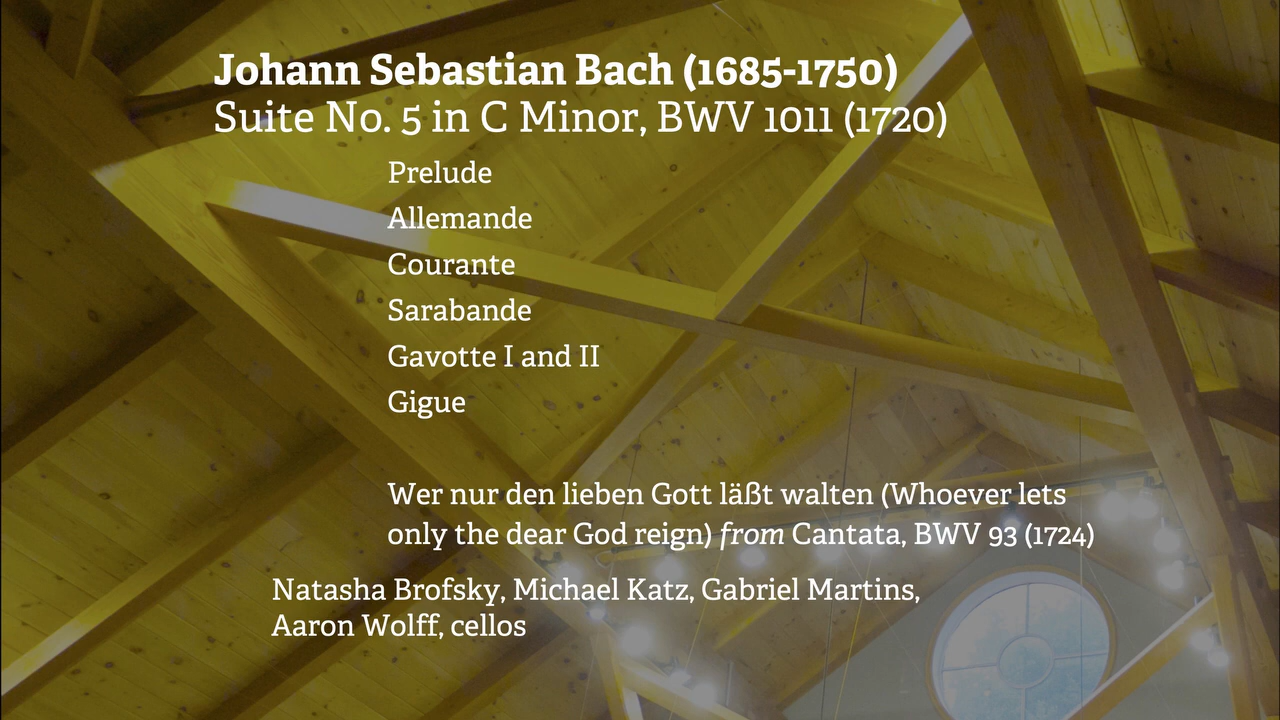 Johann Sebastian Bach (1685-1750)
Suite No. 5 in C Minor, BWV 1011 (1720)
Prelude
Allemande
Courante
Sarabande
Gavotte I and II
Gigue
Wer nur den lieben Gott läßt walten (Whoever lets
only the dear God reign) from Cantata, BWV 93 (1724)
Natasha Brofsky, Michael Katz, Gabriel Martins,
Aaron Wolff, cellos